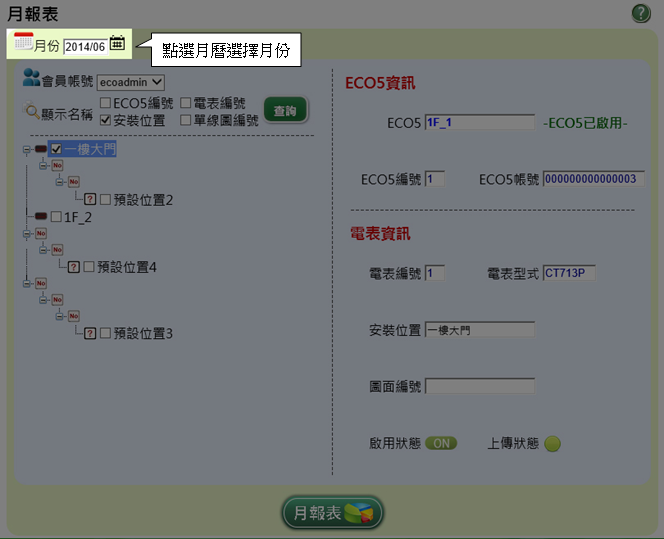 月報表
?
月份 2014/06
點選月曆選擇月份
會員帳號 ecoadmin
顯示名稱
ECO5編號 電表編號
安裝位置 單線圖編號
查詢
一樓大門
No
No
? 預設位置2
1F_2
No
No
? 預設位置4
No
No
No
? 預設位置3
ECO5資訊
ECO5 1F_1 -ECO5已啟用-
ECO5編號 1 ECO5帳號 000000000000003
電表資訊
電表編號 1 電表型式 CT713P
安裝位置 一樓大門
圖面編號
啟用狀態 ON 上傳狀態
月報表